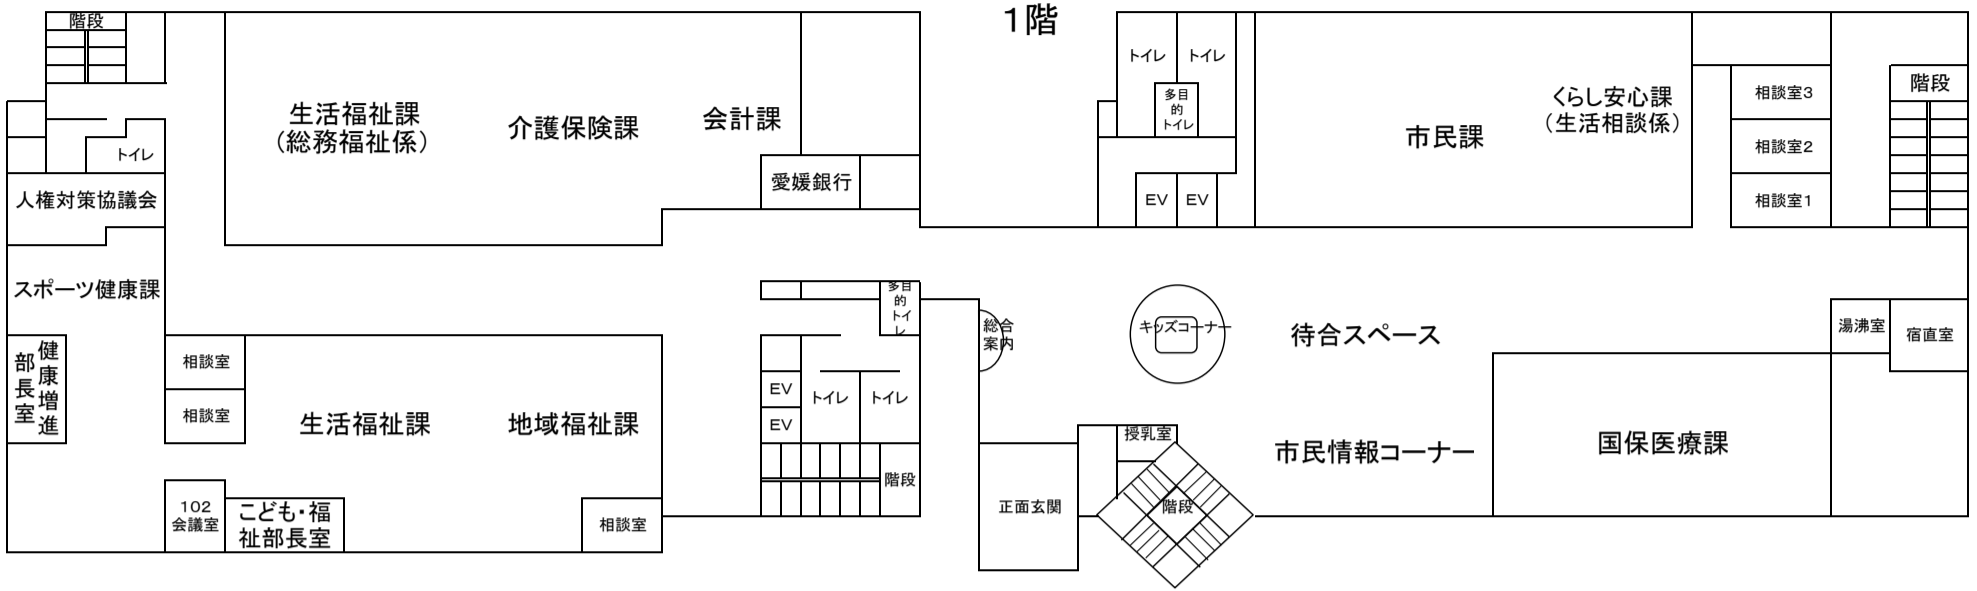 1階
階段
トイレ
人権対策協議会
スポーツ健康課
健康増進
部長室
生活福祉課
（総務福祉係）
介護保険課
会計課
愛媛銀行
相談室
相談室
生活福祉課
地域福祉課
102
会議室
こども・福
祉部長室
相談室
多目
的
トイ
レ
EV
EV
トイレ
トイレ
階段
総合
案内
正面玄関
トイレ
トイレ
多目
的
トイレ
EV
EV
キッズコーナー
待合スペース
授乳室
階段
市民情報コーナー
市民課
くらし安心課
（生活相談係）
相談室3
相談室2
相談室1
階段
湯沸室
宿直室
国保医療課